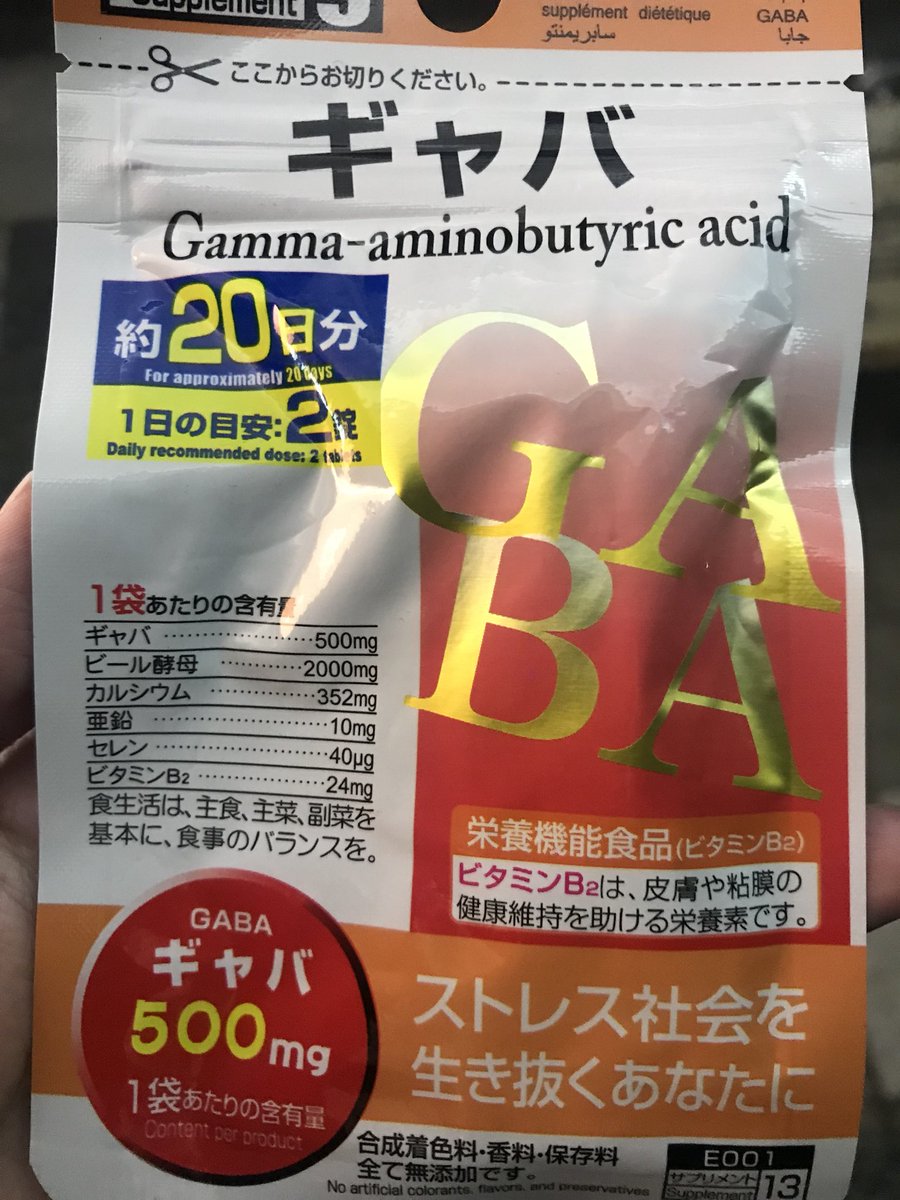 Supplement
supplément diététique
GABA
سابريمنتو
جابا
ここからお切りください。
ギャバ
Gamma-aminobutyric acid
約20日分
For approximately 20 days
1日の目安:2錠
Daily recommended dose: 2 tablets
GABA
1袋あたりの含有量
ギャバ 500mg
ビール酵母 2000mg
カルシウム 352mg
亜鉛 10mg
セレン 40μg
ビタミンB2 24mg
食生活は、主食、主菜、副菜を
基本に、食事のバランスを。
栄養機能食品(ビタミンB2)
ビタミンB2は、皮膚や粘膜の
健康維持を助ける栄養素です。
GABA
ギャバ
500mg
1袋あたりの含有量
Content per product
ストレス社会を
生き抜くあなたに
合成着色料・香料・保存料
全て無添加です。
No artificial colorants, flavors, and preservatives
E001
サプリメント
Supplement 13